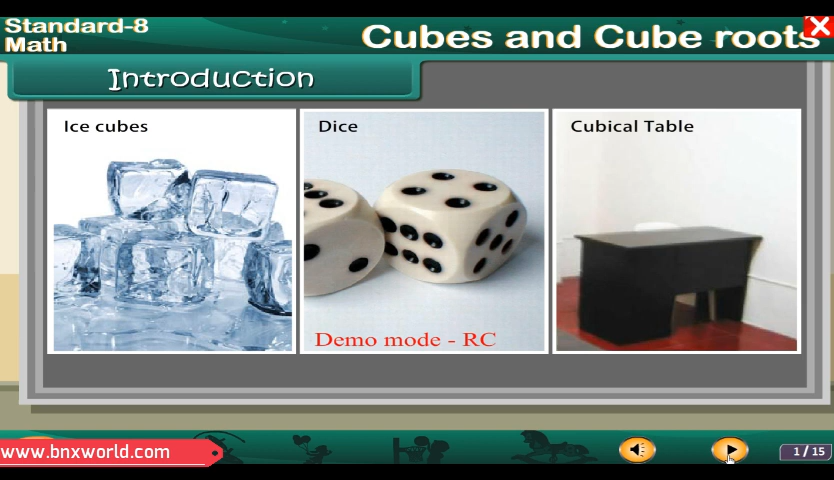 Standard-8
Math
Cubes and Cube roots
Introduction
Ice cubes
Dice
Cubical Table
Demo mode - RC
www.bnxworld.com
1 / 15